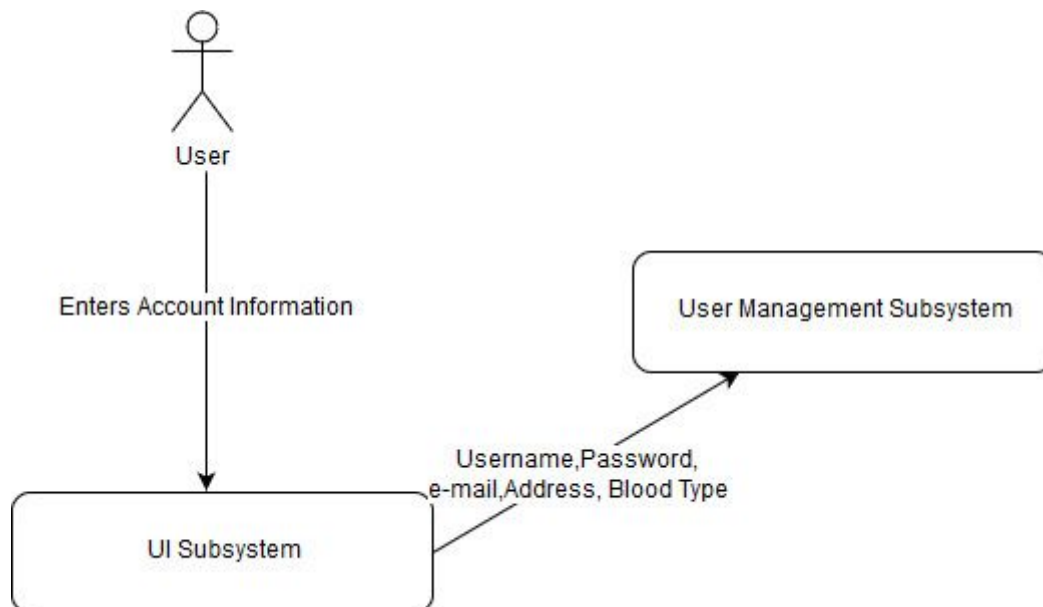 User
Enters Account Information
User Management Subsystem
Username,Password,
e-mail,Address, Blood Type
UI Subsystem